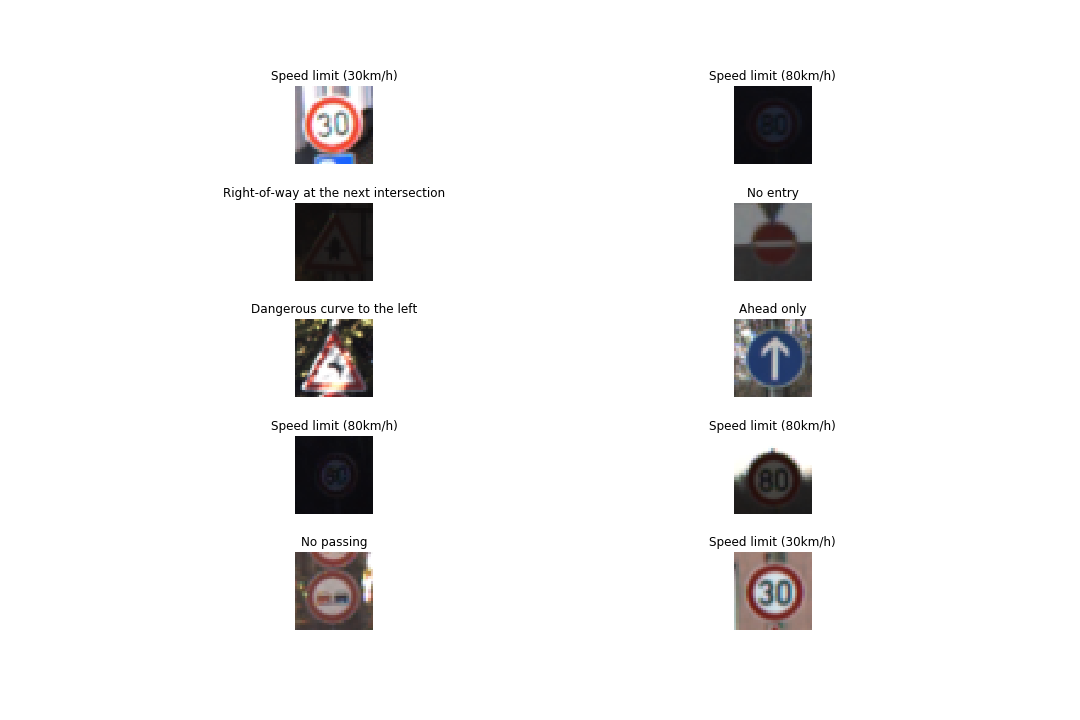 Speed limit (30km/h)
Speed limit (80km/h)
30
80
Right-of-way at the next intersection
No entry
Dangerous curve to the left
Ahead only
Speed limit (80km/h)
Speed limit (80km/h)
80
No passing
Speed limit (30km/h)
30